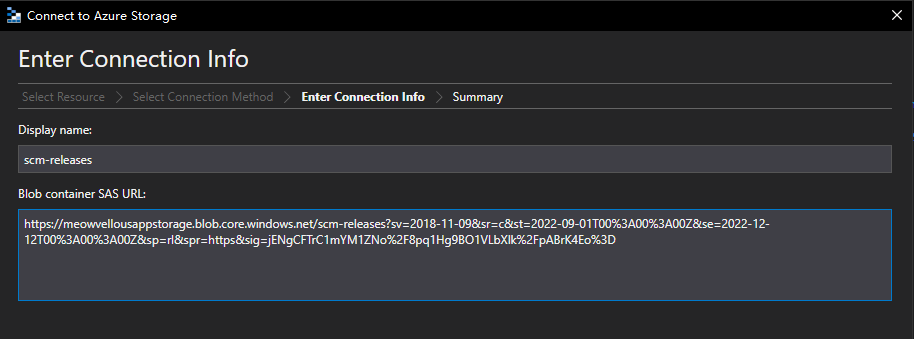 Connect to Azure Storage
Enter Connection Info
Select Resource > Select Connection Method > Enter Connection Info > Summary
Display name:
scm-releases
Blob container SAS URL:
https://meowvellousappstorage.blob.core.windows.net/scm-releases?sv=2018-11-09&sr=c&st=2022-09-01T00%3A00%3A00Z&se=2022-12-
12T00%3A00%3A00Z&sp=rl&spr=https&sig=jENgCFTrC1mYM1ZNo%2F8pq1Hg9BO1VLbXlk%2FpABrK4Eo%3D